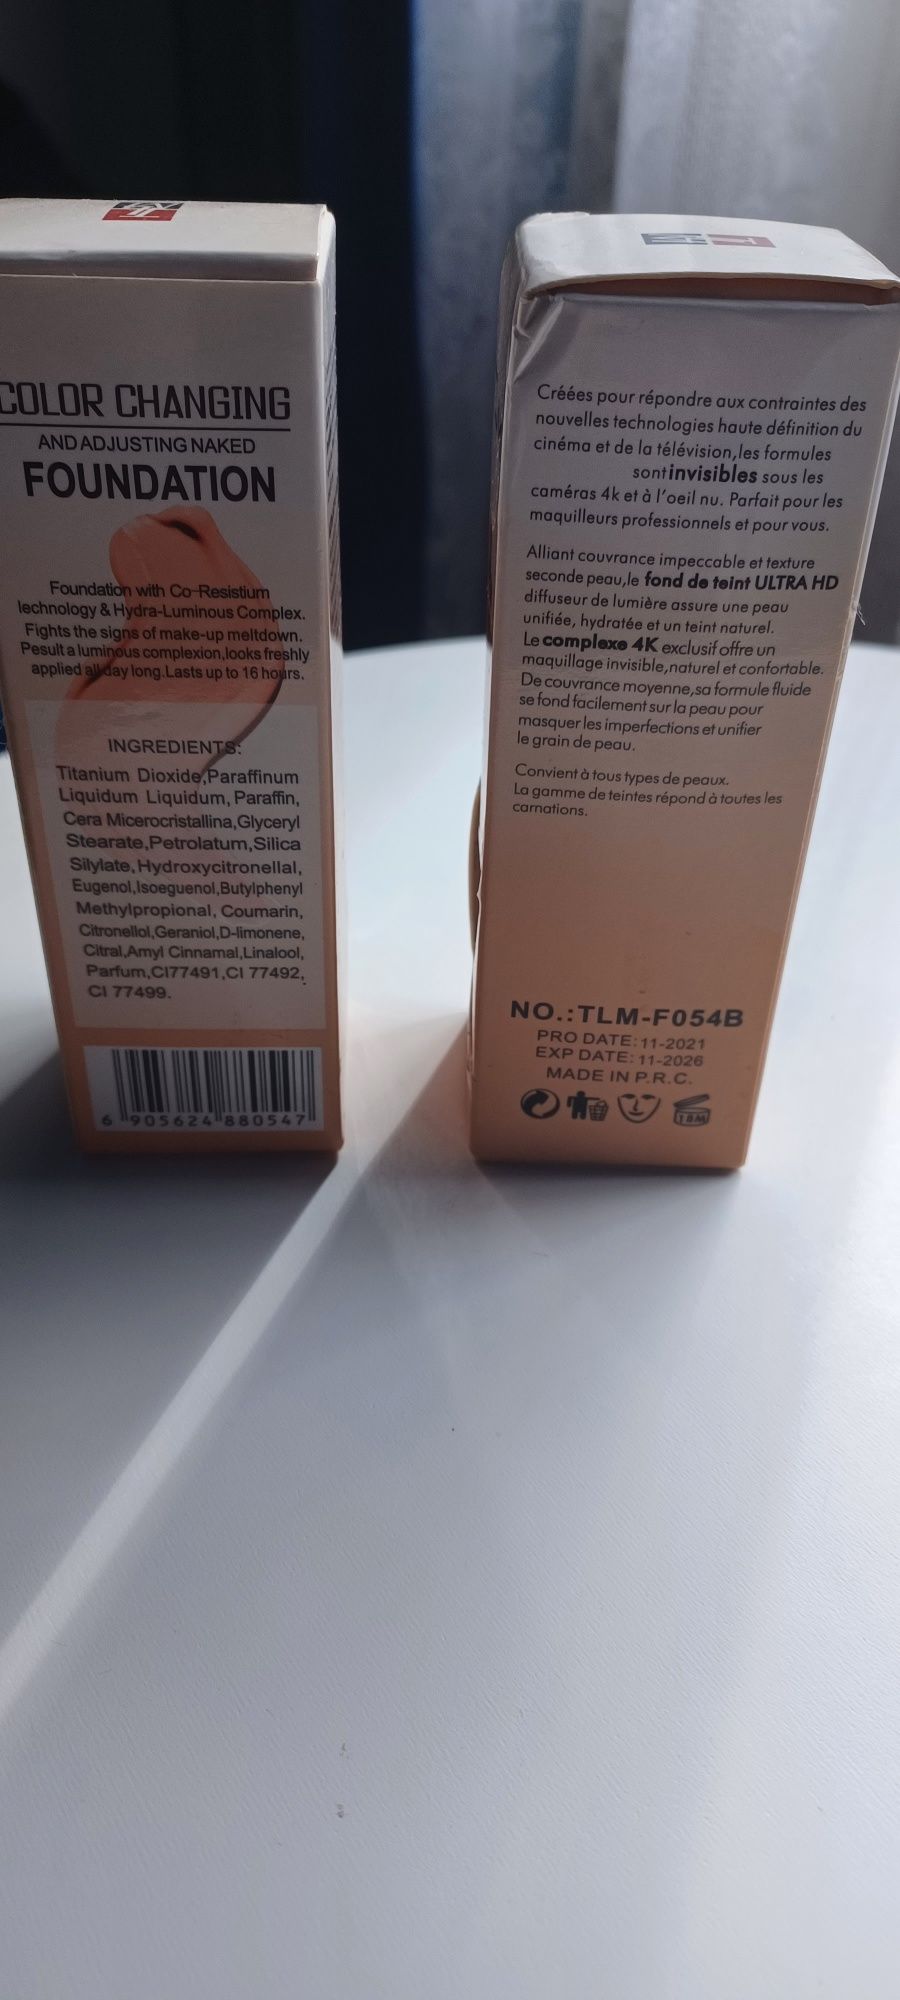 COLOR CHANGING
AND ADJUSTING NAKED
FOUNDATION
Foundation with Co-Resistium
lechnology & Hydra-Luminous Complex.
Fights the signs of make-up meltdown.
Pesult a luminous complexion,looks freshly
applied all day long.Lasts up to 16 hours.
INGREDIENTS:
Titanium Dioxide,Paraffinum
Liquidum Liquidum, Paraffin,
Cera Micerocristallina,Glyceryl
Stearate,Petrolatum,Silica
Silylate,Hydroxycitronellal,
Eugenol,Isoeguenol,Butylphenyl
Methylpropional, Coumarin,
Citronellol,Geraniol,D-limonene,
Citral,Amyl Cinnamal,Linalool,
Parfum,CI77491,CI 77492,
CI 77499.
6 905624 880547
Créées pour répondre aux contraintes des
nouvelles technologies haute définition du
cinéma et de la télévision,les formules
sont invisibles sous les
caméras 4k et à l'oeil nu. Parfait pour les
maquilleurs professionnels et pour vous.
Alliant couvrance impeccable et texture
seconde peau,le fond de teint ULTRA HD
diffuseur de lumière assure une peau
unifiée, hydratée et un teint naturel.
Le complexe 4K exclusif offre un
maquillage invisible,naturel et confortable.
De couvrance moyenne,sa formule fluide
se fond facilement sur la peau pour
masquer les imperfections et unifier
le grain de peau.
Convient à tous types de peaux.
La gamme de teintes répond à toutes les
carnations.
NO.:TLM-F054B
PRO DATE:11-2021
EXP DATE:11-2026
MADE IN P.R.C.
18M